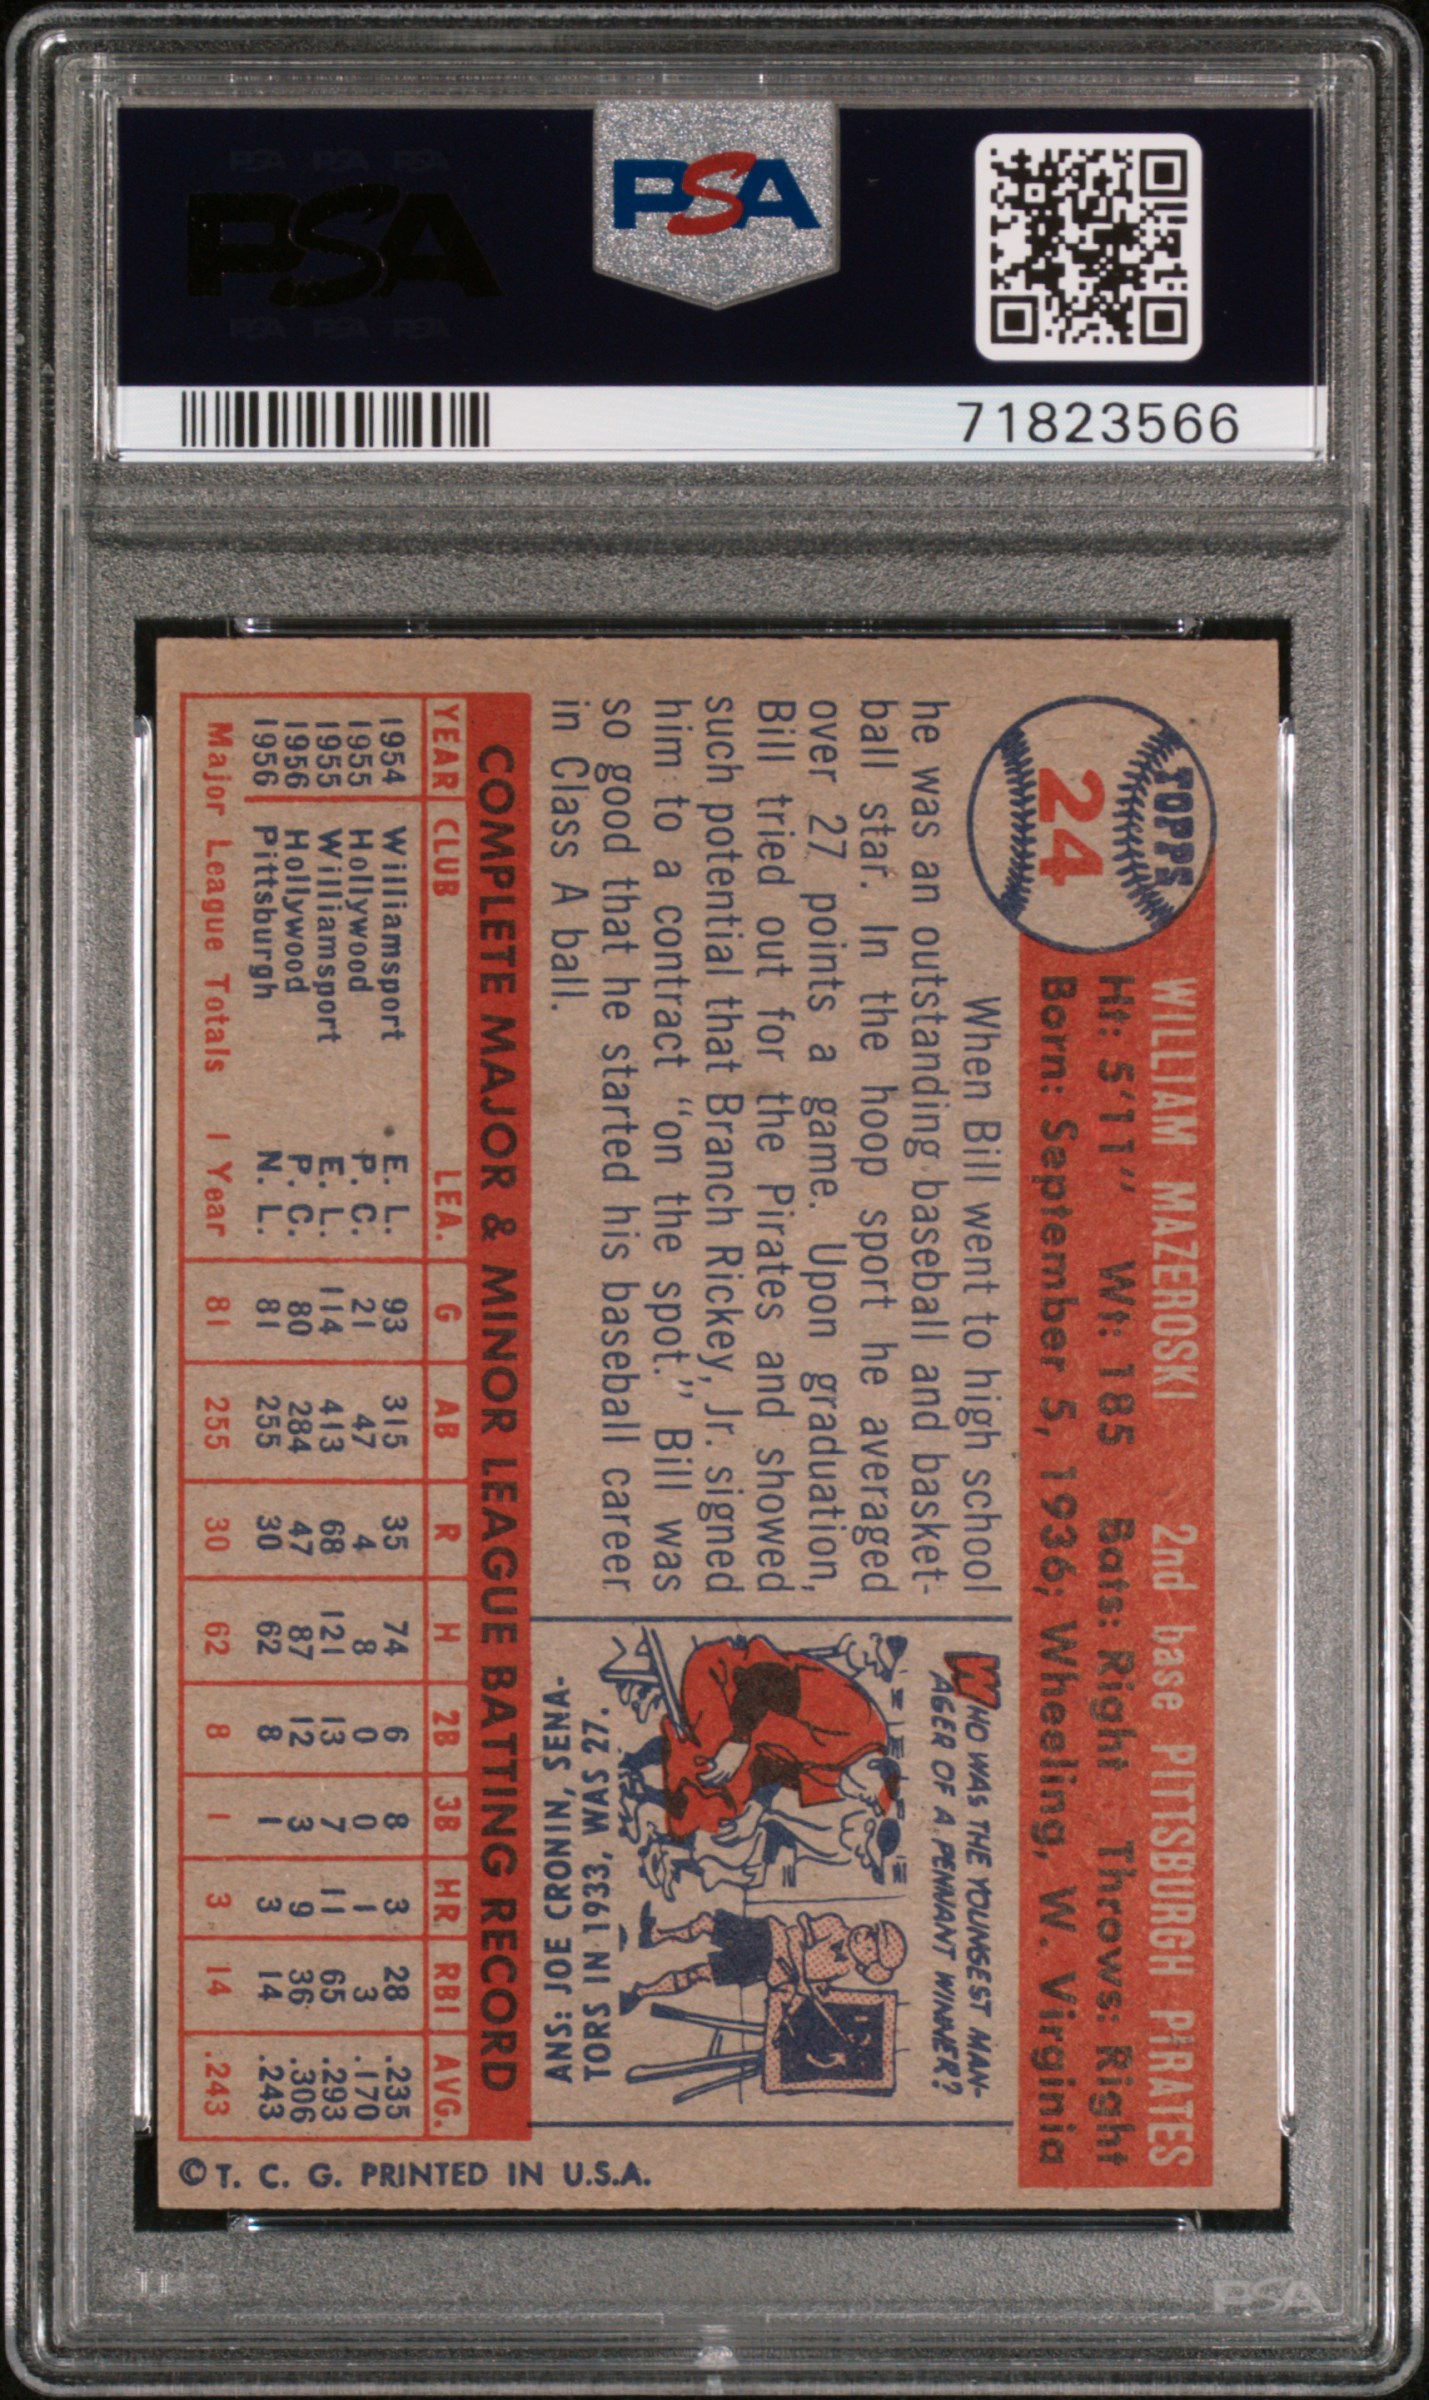 PSA PSA PSA
PSA
PSA PSA PSA
PSA
71823566
TOPPS
24
WILLIAM MAZEROSKI 2nd base PITTSBURGH PIRATES
Ht: 5'11" Wt: 185 Bats: Right Throws: Right
Born: September 5, 1936; Wheeling, W. Virginia
When Bill went to high school
he was an outstanding baseball and basket-
ball star. In the hoop sport he averaged
over 27 points a game. Upon graduation,
Bill tried out for the Pirates and showed
such potential that Branch Rickey, Jr. signed
him to a contract "on the spot." Bill was
so good that he started his baseball career
in Class A ball.
WHO WAS THE YOUNGEST MAN-
AGER OF A PENNANT WINNER?
ANS: JOE CRONIN, SENA-
TORS IN 1933, WAS 27.
COMPLETE MAJOR & MINOR LEAGUE BATTING RECORD
YEAR CLUB LEA. G AB R H 2B 3B HR RBI AVG.
1954 Williamsport E. L. 93 315 35 74 6 8 3 28 .235
1955 Hollywood P. C. 21 47 4 8 0 0 1 3 .170
1955 Williamsport E. L. 114 413 68 121 13 7 11 65 .293
1956 Hollywood P. C. 80 284 47 87 12 3 9 36 .306
1956 Pittsburgh N. L. 81 255 30 62 8 1 3 14 .243
Major League Totals 1 Year 81 255 30 62 8 1 3 14 .243
© T. C. G. PRINTED IN U.S.A.
PSA